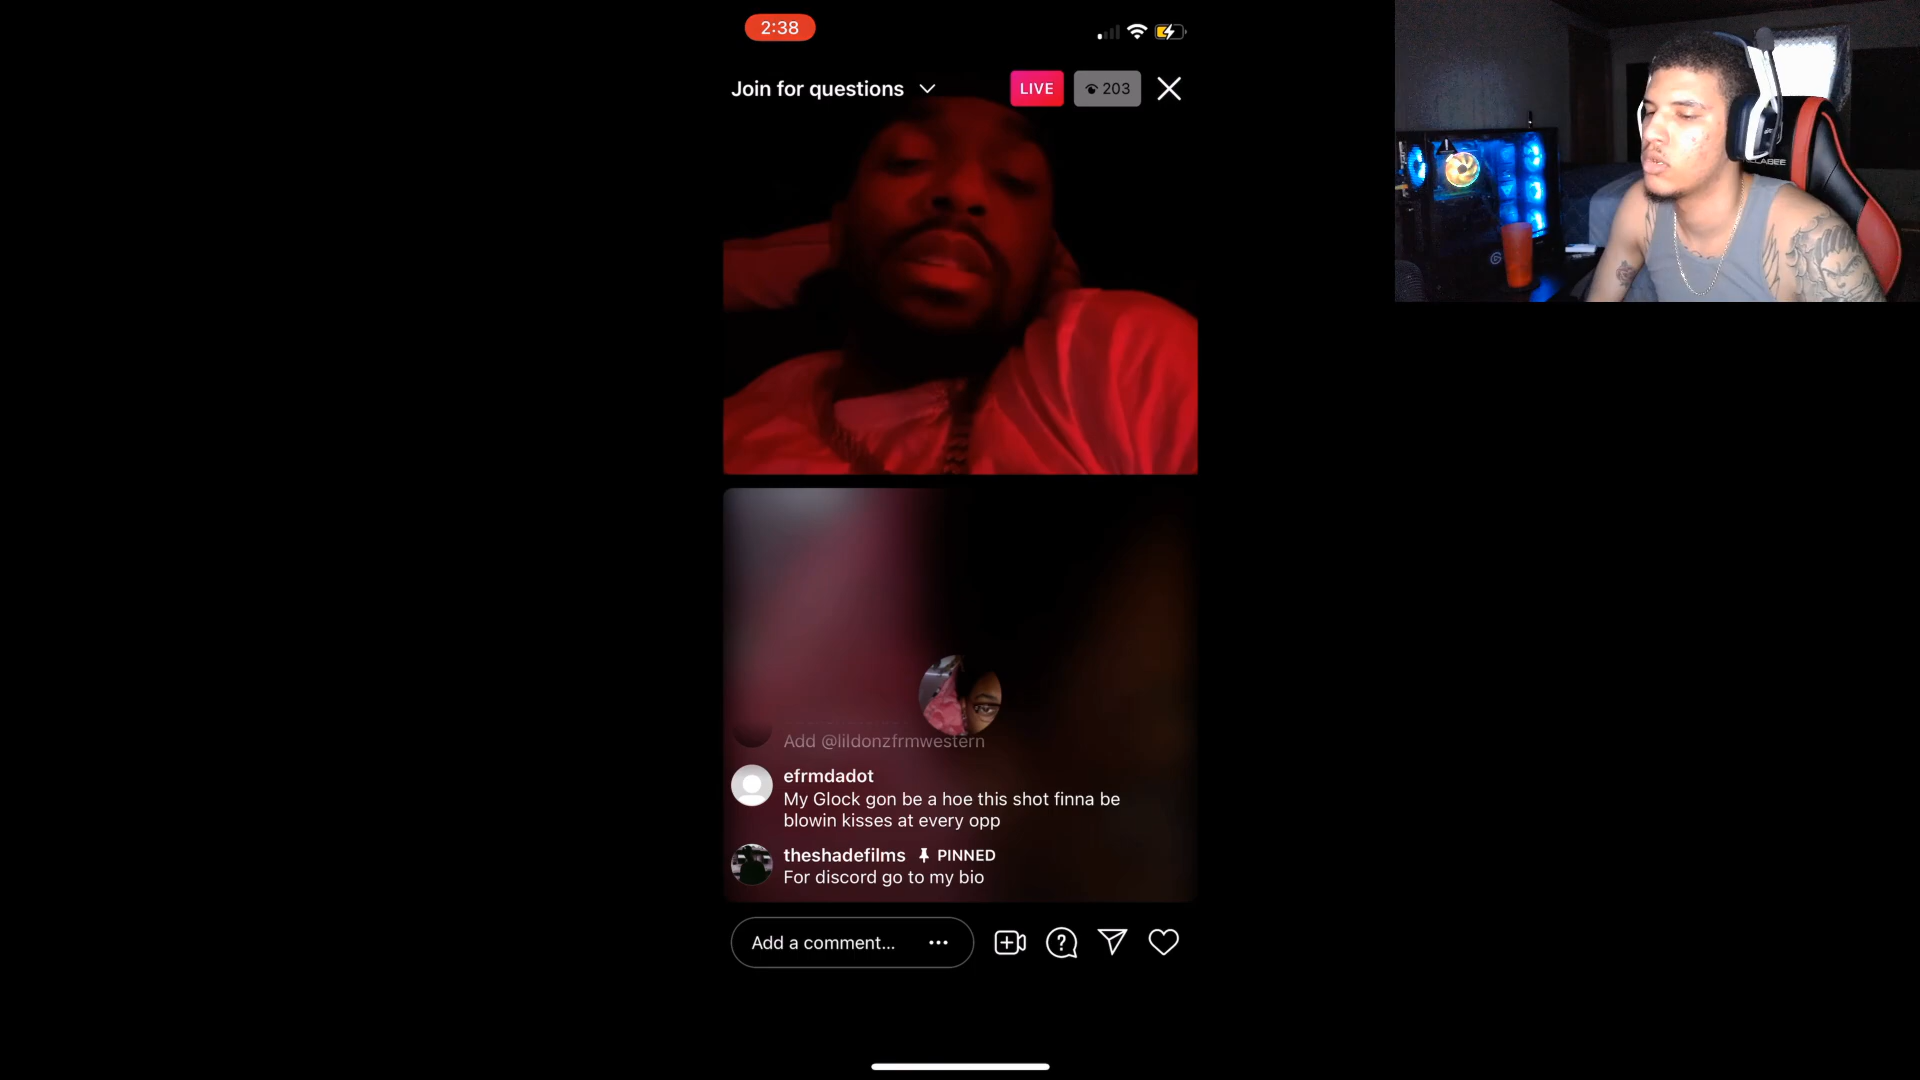 2:38
Join for questions
LIVE
203
Add @lildonzfrmwestern
efrmdadot
My Glock gon be a hoe this shot finna be
blowin kisses at every opp
theshadefilms PINNED
For discord go to my bio
Add a comment...